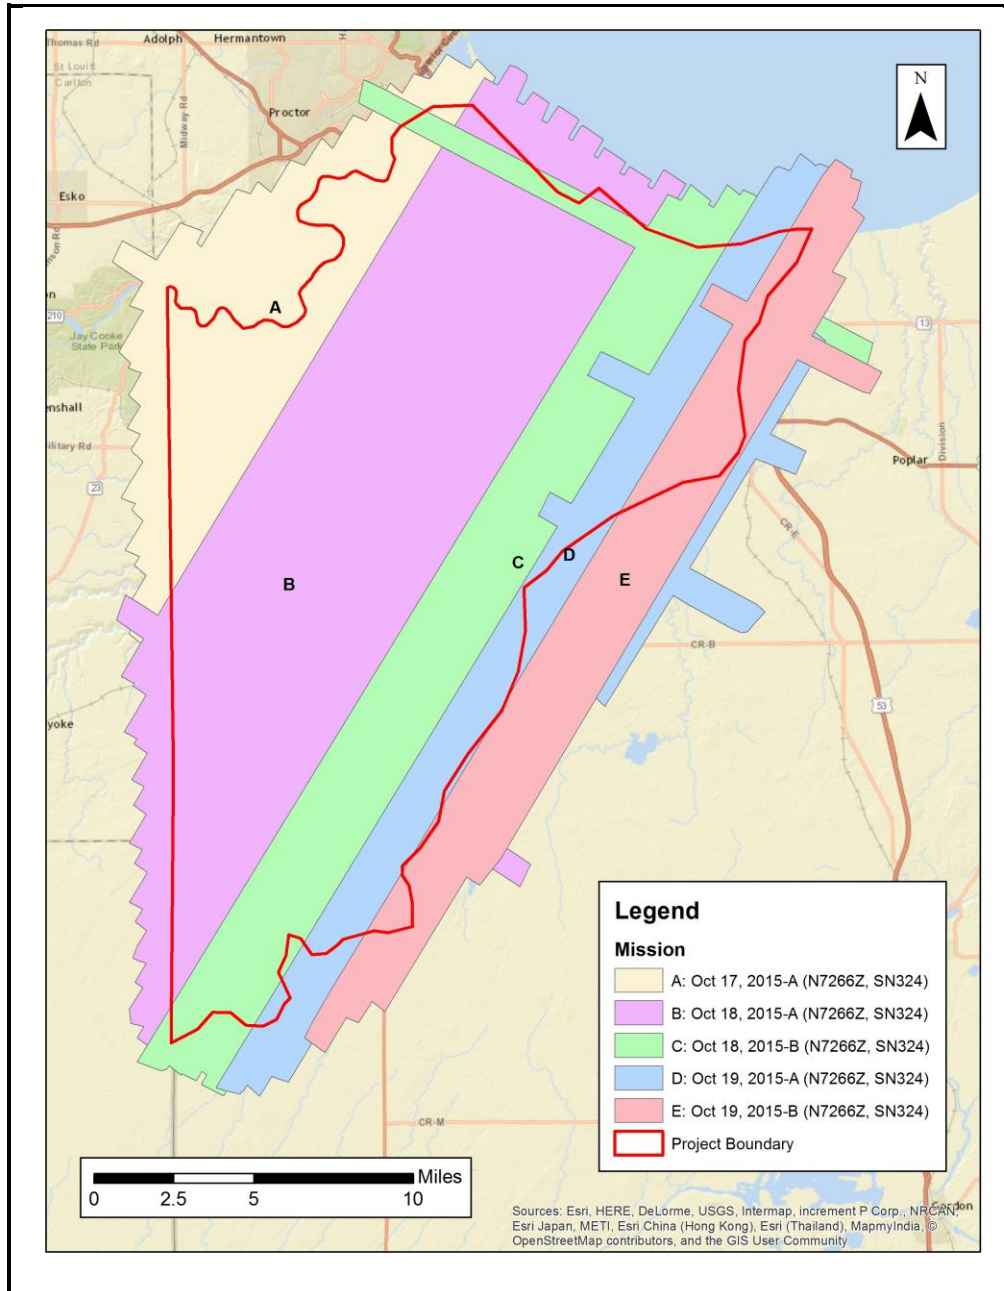 Thomas Rd
Adolph
Hermantown
St Louis
Carlton
Midway Rd
Proctor
Esko
N
210
Jay Cooke
State Park
A
13
Division
enshall
ilitary Rd
Poplar
23
CR-E
C
D
B
E
CR-B
53
yoke
Legend
Mission
A: Oct 17, 2015-A (N7266Z, SN324)
B: Oct 18, 2015-A (N7266Z, SN324)
C: Oct 18, 2015-B (N7266Z, SN324)
D: Oct 19, 2015-A (N7266Z, SN324)
E: Oct 19, 2015-B (N7266Z, SN324)
Project Boundary
CR-M
Miles
0 2.5 5 10
Gordon
Sources: Esri, HERE, DeLorme, USGS, Intermap, increment P Corp., NRCAN,
Esri Japan, METI, Esri China (Hong Kong), Esri (Thailand), MapmyIndia, ©
OpenStreetMap contributors, and the GIS User Community